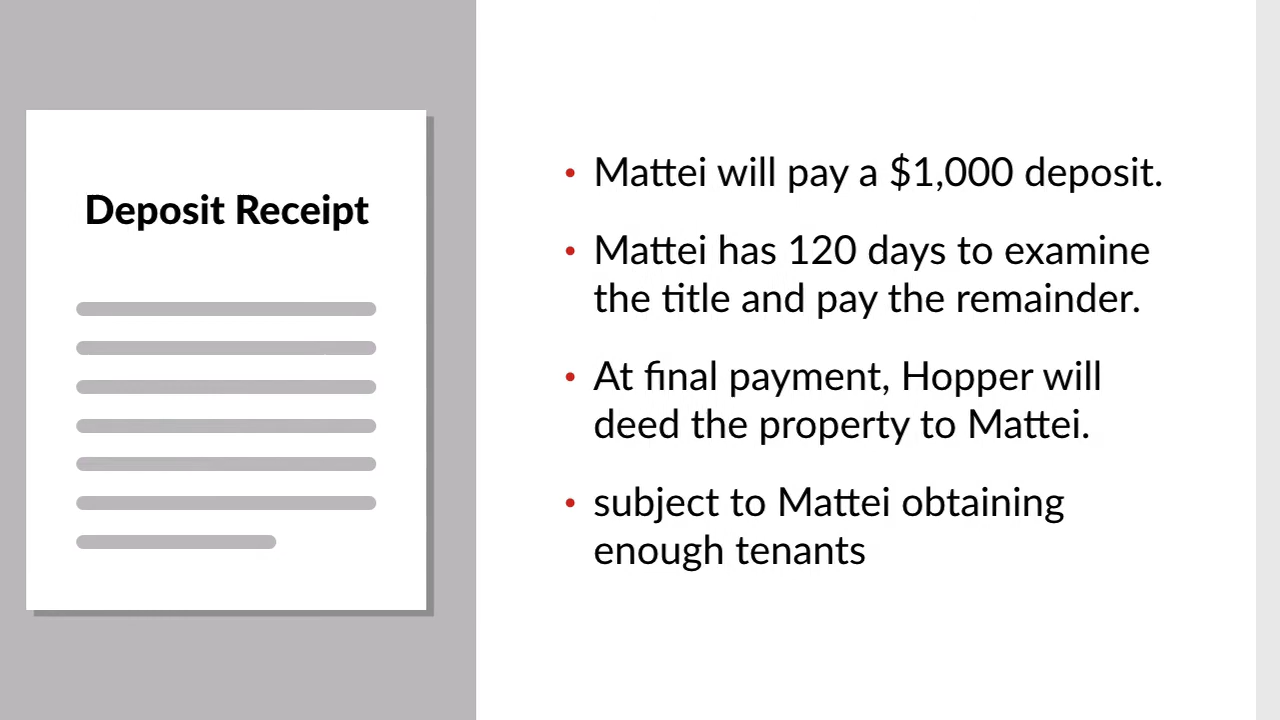 Deposit Receipt
• Mattei will pay a $1,000 deposit.
• Mattei has 120 days to examine
the title and pay the remainder.
• At final payment, Hopper will
deed the property to Mattei.
• subject to Mattei obtaining
enough tenants